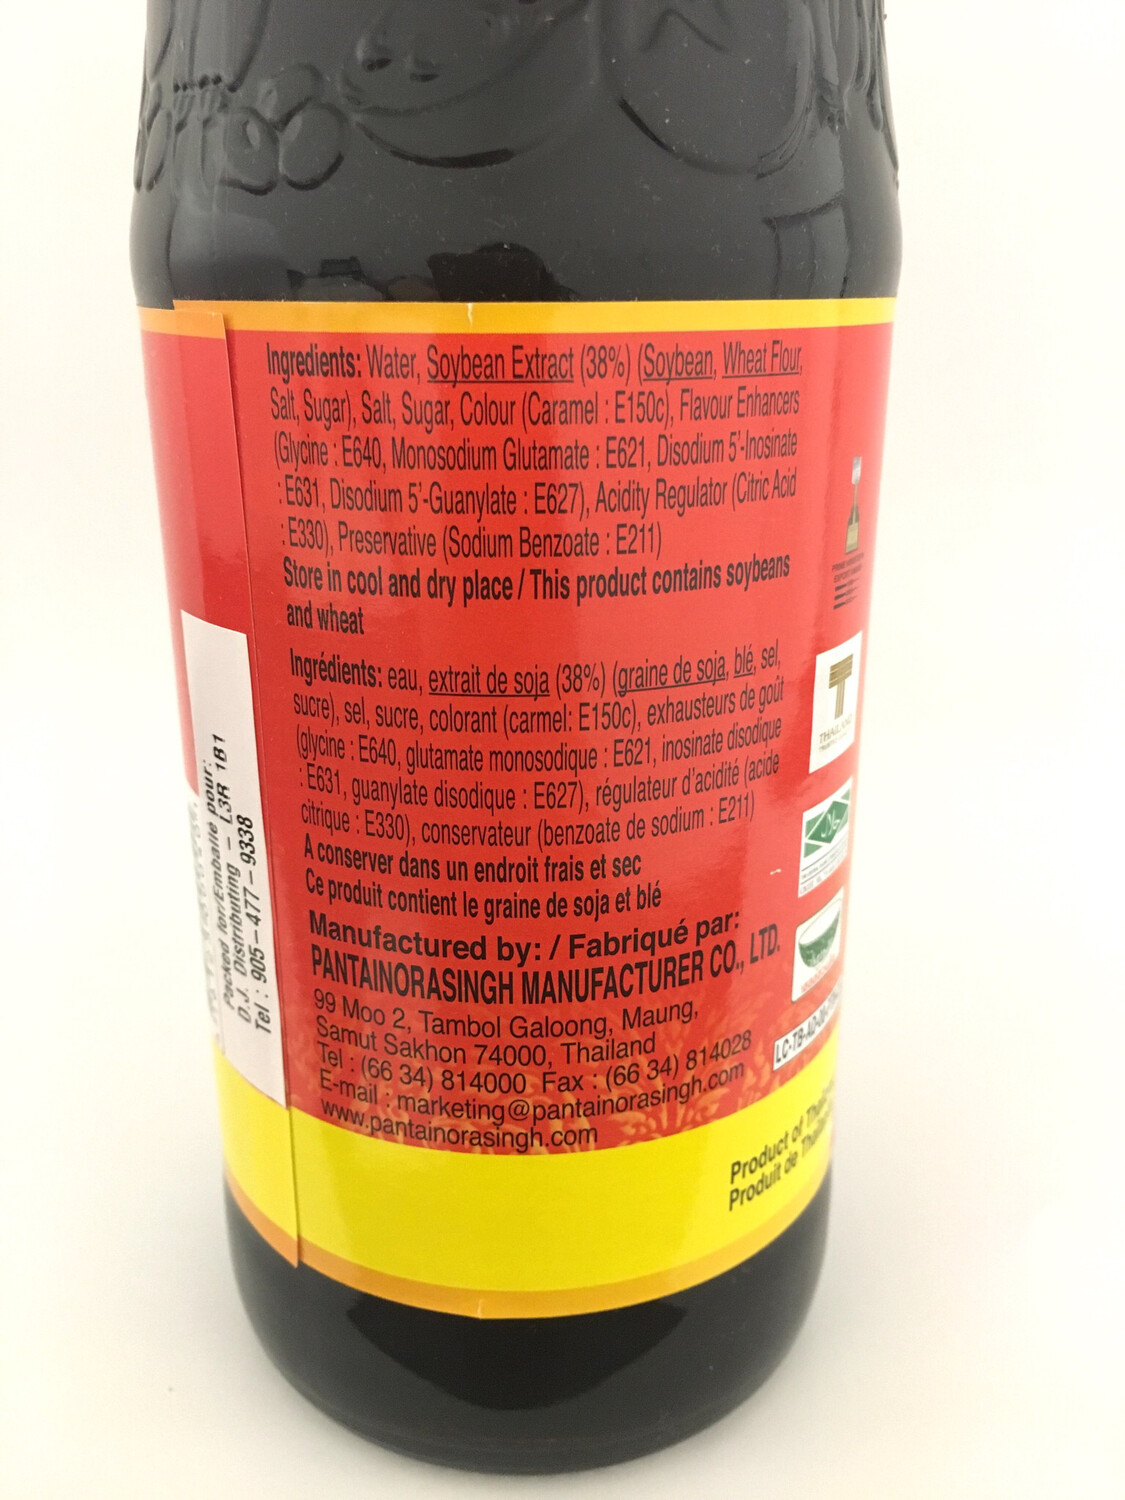 Ingredients: Water, Soybean Extract (38%) (Soybean, Wheat Flour,
Salt, Sugar), Salt, Sugar, Colour (Caramel : E150c), Flavour Enhancers
(Glycine : E640, Monosodium Glutamate : E621, Disodium 5'-Inosinate
: E631, Disodium 5'-Guanylate : E627), Acidity Regulator (Citric Acid
: E330), Preservative (Sodium Benzoate : E211)
Store in cool and dry place / This product contains soybeans
and wheat
Ingrédients: eau, extrait de soja (38%) (graine de soja, blé, sel,
sucre), sel, sucre, colorant (carmel: E150c), exhausteurs de goût
(glycine : E640, glutamate monosodique : E621, inosinate disodique
: E631, guanylate disodique : E627), régulateur d'acidité (acide
citrique : E330), conservateur (benzoate de sodium : E211)
A conserver dans un endroit frais et sec
Ce produit contient le graine de soja et blé
Manufactured by: / Fabriqué par:
PANTAINORASINGH MANUFACTURER CO., LTD.
99 Moo 2, Tambol Galoong, Maung,
Samut Sakhon 74000, Thailand
Tel : (66 34) 814000 Fax : (66 34) 814028
E-mail : marketing@pantainorasingh.com
www.pantainorasingh.com
Packed for/Emballé pour:
D.J. Distributing - L3R 1B1
Tel : 905-477-9338
T
THAILAND
Product of
Produit de